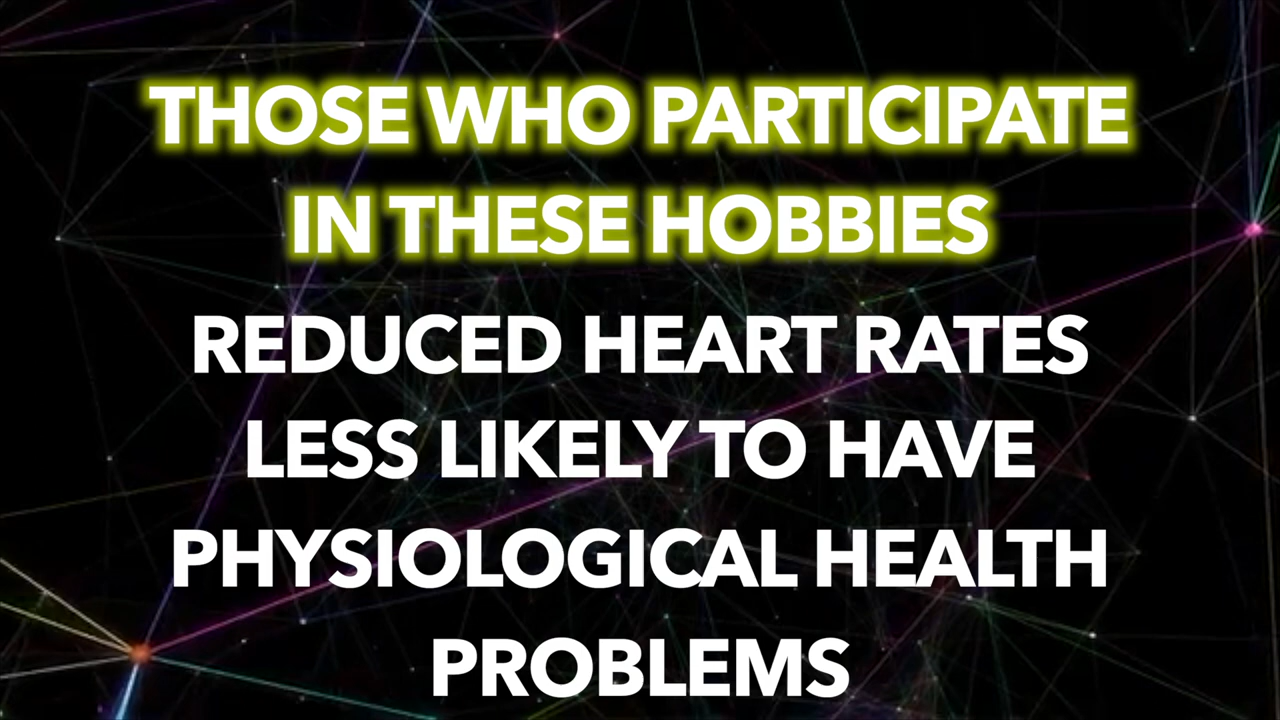 THOSE WHO PARTICIPATE
IN THESE HOBBIES
REDUCED HEART RATES
LESS LIKELY TO HAVE
PHYSIOLOGICAL HEALTH
PROBLEMS